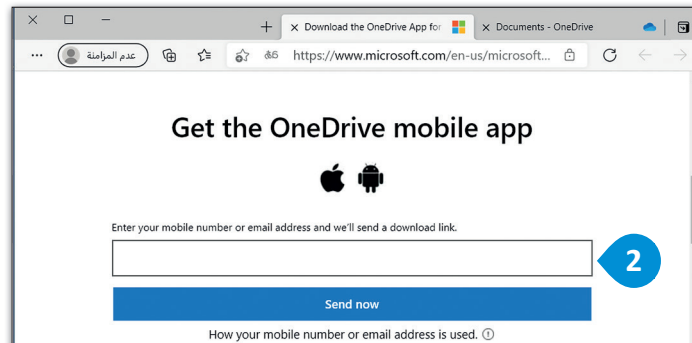 Download the OneDrive App for
Documents - OneDrive
عدم المزامنة
https://www.microsoft.com/en-us/microsoft...
Get the OneDrive mobile app
Enter your mobile number or email address and we'll send a download link.
2
Send now
How your mobile number or email address is used.